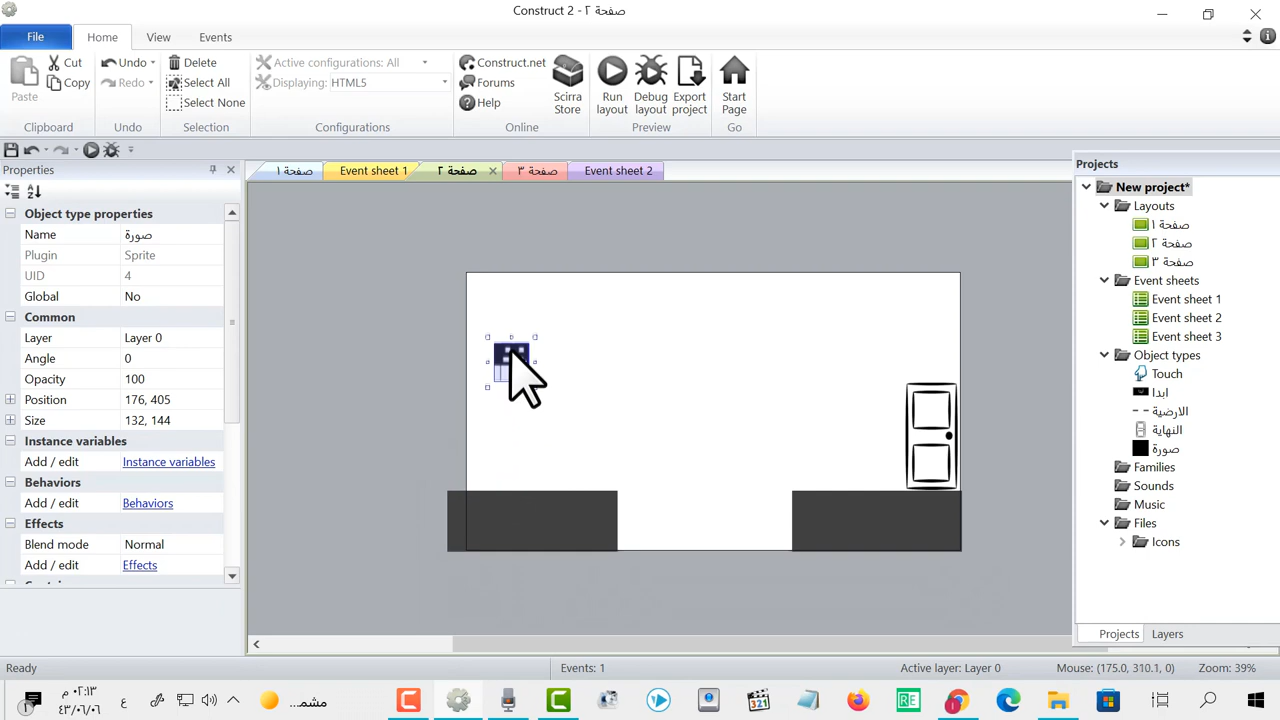 Construct 2 - صفحة ٢
File Home View Events
Paste Cut Copy Clipboard
Undo Redo Undo
Delete Select All Select None Selection
Active configurations: All
Displaying: HTML5
Configurations
Construct.net Forums Help Scirra Store Online
Run layout Debug layout Export project Preview
Start Page Go
Properties
صفحة ١ Event sheet 1 صفحة ٢ صفحة ٣ Event sheet 2
Object type properties
Name صورة
Plugin Sprite
UID 4
Global No
Common
Layer Layer 0
Angle 0
Opacity 100
Position 176, 405
Size 132, 144
Instance variables
Add / edit Instance variables
Behaviors
Add / edit Behaviors
Effects
Blend mode Normal
Add / edit Effects
Projects
New project*
Layouts
صفحة ١
صفحة ٢
صفحة ٣
Event sheets
Event sheet 1
Event sheet 2
Event sheet 3
Object types
Touch
ابدا
الارضية
النهاية
صورة
Families
Sounds
Music
Files
Icons
Projects Layers
Ready Events: 1 Active layer: Layer 0 Mouse: (175.0, 310.1, 0) Zoom: 39%
٠٢:١٣ م
٤٣/٠٦/٠٦
ع
مشمـ...
RE